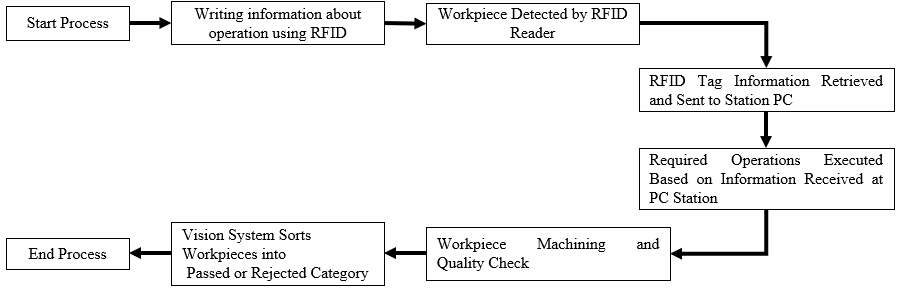 Start Process
Writing information about
operation using RFID
Workpiece Detected by RFID
Reader
RFID Tag Information Retrieved
and Sent to Station PC
Required Operations Executed
Based on Information Received at
PC Station
Workpiece Machining and
Quality Check
Vision System Sorts
Workpieces into
Passed or Rejected Category
End Process